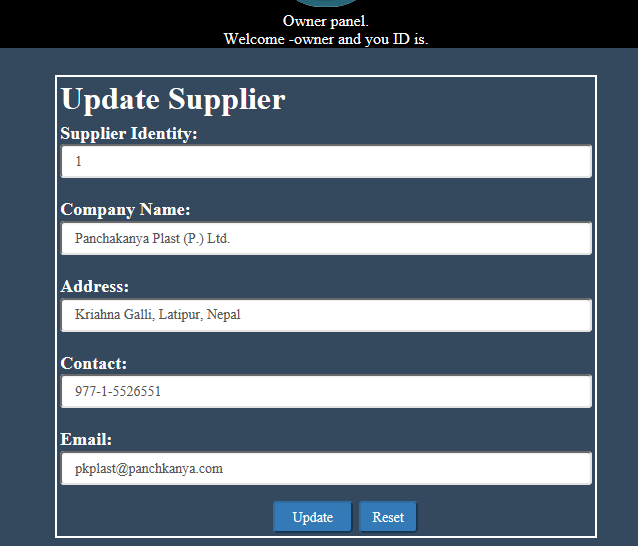 Owner panel.
Welcome -owner and you ID is.
Update Supplier
Supplier Identity:
1
Company Name:
Panchakanya Plast (P.) Ltd.
Address:
Kriahna Galli, Latipur, Nepal
Contact:
977-1-5526551
Email:
pkplast@panchkanya.com
Update Reset